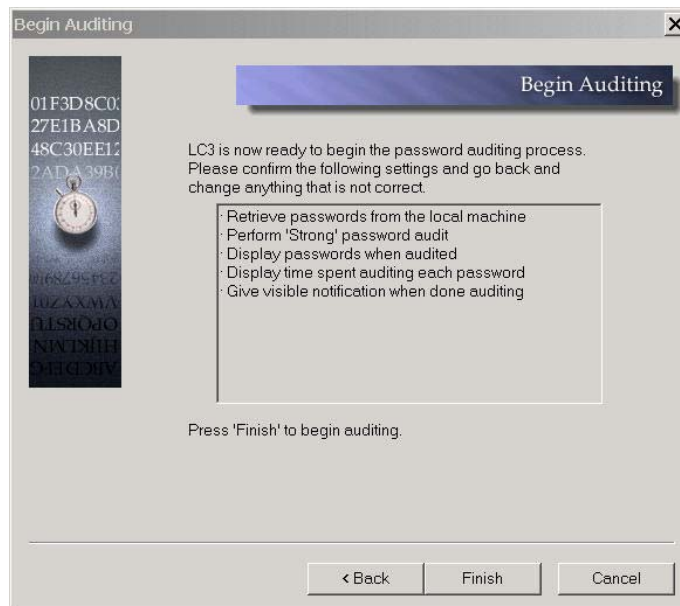 Begin Auditing
Begin Auditing
01F3D8C0
27E1BA8D
48C30EE12
2ADA39B
LC3 is now ready to begin the password auditing process.
Please confirm the following settings and go back and
change anything that is not correct.
· Retrieve passwords from the local machine
· Perform 'Strong' password audit
· Display passwords when audited
· Display time spent auditing each password
· Give visible notification when done auditing
Press 'Finish' to begin auditing.
< Back
Finish
Cancel